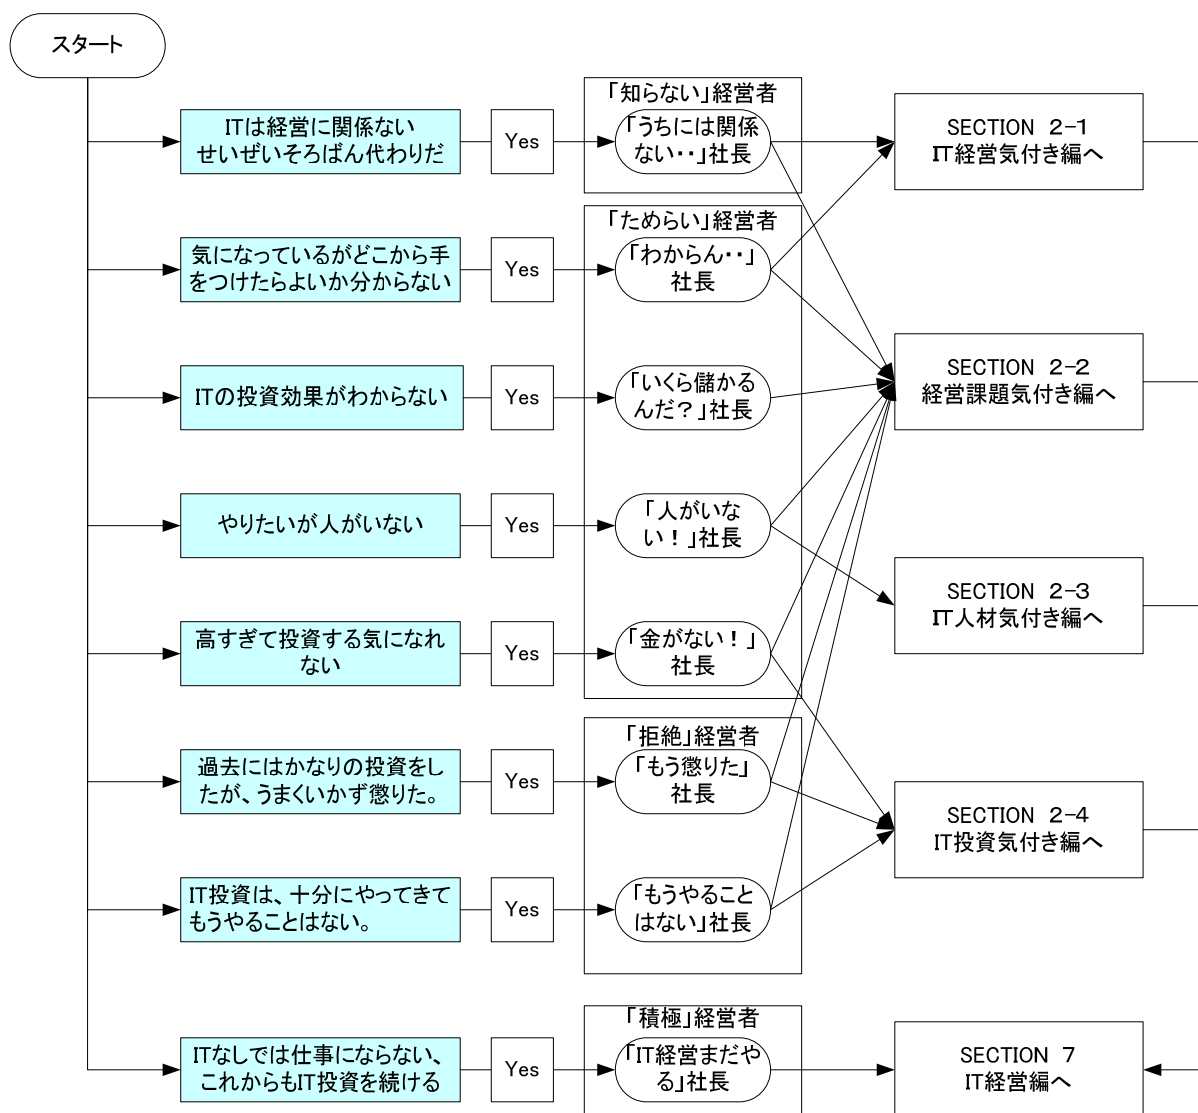 スタート
「知らない」経営者
ITは経営に関係ない
せいぜいそろばん代わりだ
Yes
「うちには関係
ない・・」社長
SECTION 2-1
IT経営気付き編へ
「ためらい」経営者
気になっているがどこから手
をつけたらよいか分からない
Yes
「わからん・・」
社長
ITの投資効果がわからない
Yes
「いくら儲かる
んだ？」社長
SECTION 2-2
経営課題気付き編へ
やりたいが人がいない
Yes
「人がいな
い！」社長
SECTION 2-3
IT人材気付き編へ
高すぎて投資する気になれ
ない
Yes
「金がない！」
社長
「拒絶」経営者
過去にはかなりの投資をし
たが、うまくいかず懲りた。
Yes
「もう懲りた」
社長
SECTION 2-4
IT投資気付き編へ
IT投資は、十分にやってきて
もうやることはない。
Yes
「もうやること
はない」社長
「積極」経営者
ITなしでは仕事にならない、
これからもIT投資を続ける
Yes
「IT経営まだや
る」社長
SECTION 7
IT経営編へ